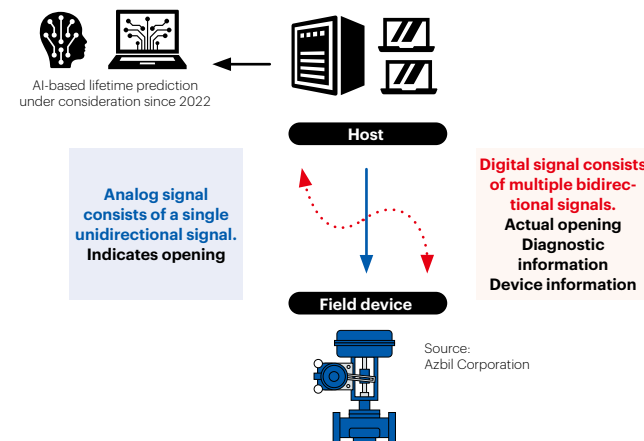 AI-based lifetime prediction
under consideration since 2022
Host
Analog signal
consists of a single
unidirectional signal.
Indicates opening
Digital signal consists
of multiple bidirec-
tional signals.
Actual opening
Diagnostic
information
Device information
Field device
Source:
Azbil Corporation